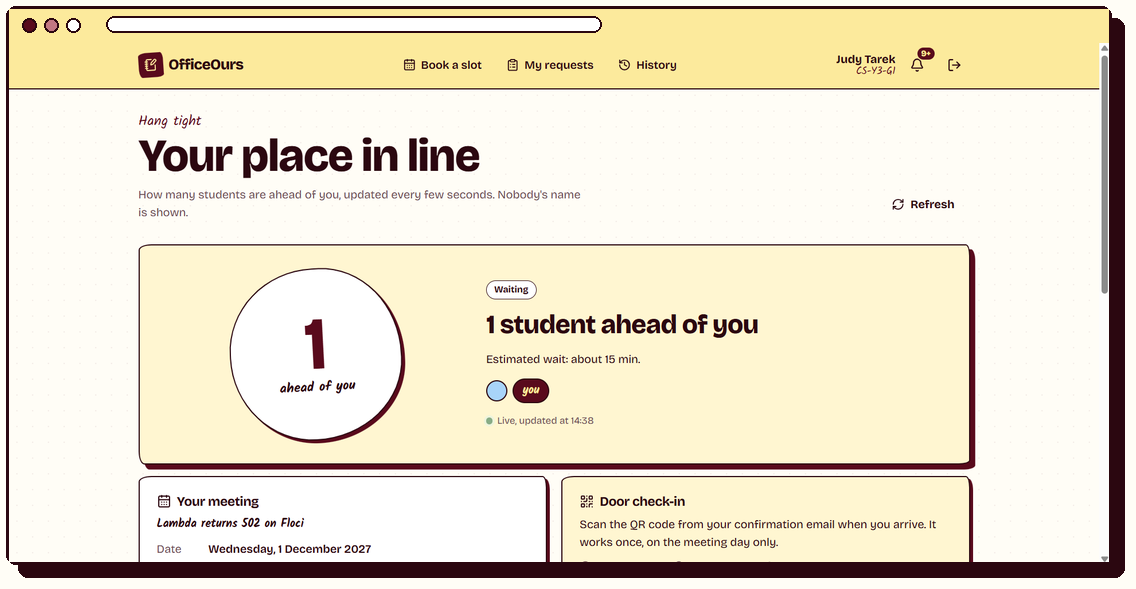 OfficeOurs
Book a slot
My requests
History
Judy Tarek
CS-Y3-G1
9+
Hang tight
Your place in line
How many students are ahead of you, updated every few seconds. Nobody's name
is shown.
Refresh
1
ahead of you
Waiting
1 student ahead of you
Estimated wait: about 15 min.
you
Live, updated at 14:38
Your meeting
Lambda returns 502 on Floci
Date Wednesday, 1 December 2027
Door check-in
Scan the QR code from your confirmation email when you arrive. It
works once, on the meeting day only.